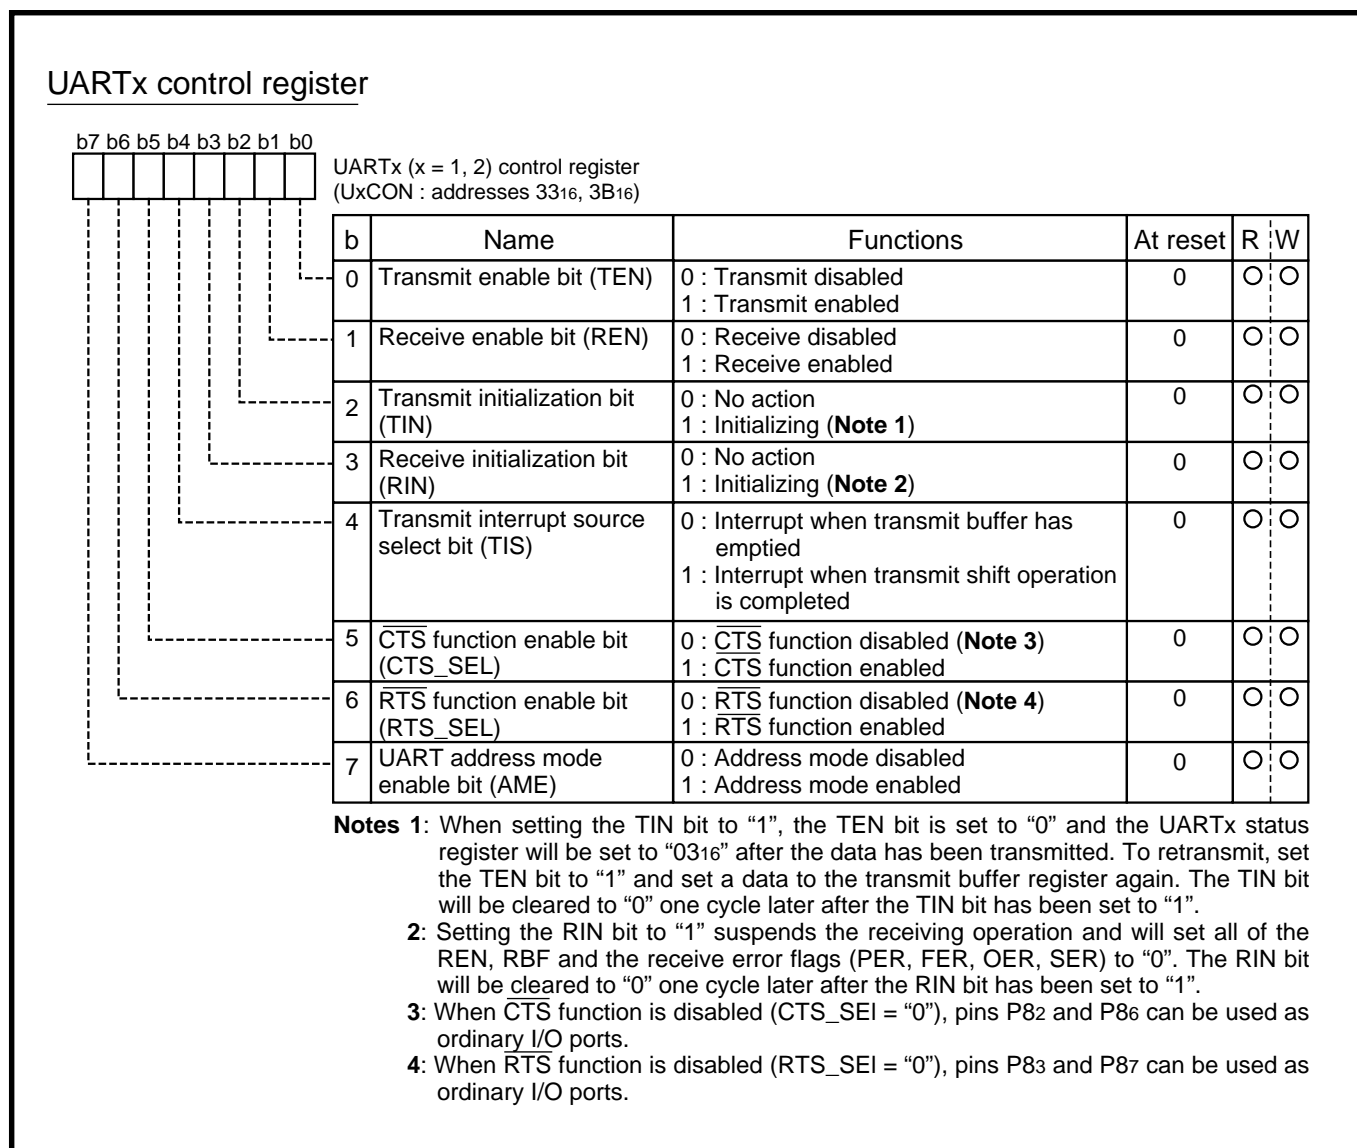 UARTx control register
b7 b6 b5 b4 b3 b2 b1 b0
UARTx (x = 1, 2) control register
(UxCON : addresses 3316, 3B16)
b Name Functions At reset R W
0 Transmit enable bit (TEN) 0 : Transmit disabled 0 O O
1 : Transmit enabled
1 Receive enable bit (REN) 0 : Receive disabled 0 O O
1 : Receive enabled
2 Transmit initialization bit 0 : No action 0 O O
(TIN) 1 : Initializing (Note 1)
3 Receive initialization bit 0 : No action 0 O O
(RIN) 1 : Initializing (Note 2)
4 Transmit interrupt source 0 : Interrupt when transmit buffer has 0 O O
select bit (TIS) emptied
1 : Interrupt when transmit shift operation
is completed
5 C̅T̅S̅ function enable bit 0 : C̅T̅S̅ function disabled (Note 3) 0 O O
(CTS_SEL) 1 : C̅T̅S̅ function enabled
6 R̅T̅S̅ function enable bit 0 : R̅T̅S̅ function disabled (Note 4) 0 O O
(RTS_SEL) 1 : R̅T̅S̅ function enabled
7 UART address mode 0 : Address mode disabled 0 O O
enable bit (AME) 1 : Address mode enabled
Notes 1: When setting the TIN bit to “1”, the TEN bit is set to “0” and the UARTx status
register will be set to “0316” after the data has been transmitted. To retransmit, set
the TEN bit to “1” and set a data to the transmit buffer register again. The TIN bit
will be cleared to “0” one cycle later after the TIN bit has been set to “1”.
2: Setting the RIN bit to “1” suspends the receiving operation and will set all of the
REN, RBF and the receive error flags (PER, FER, OER, SER) to “0”. The RIN bit
will be cleared to “0” one cycle later after the RIN bit has been set to “1”.
3: When C̅T̅S̅ function is disabled (CTS_SEl = “0”), pins P82 and P86 can be used as
ordinary I/O ports.
4: When R̅T̅S̅ function is disabled (RTS_SEl = “0”), pins P83 and P87 can be used as
ordinary I/O ports.